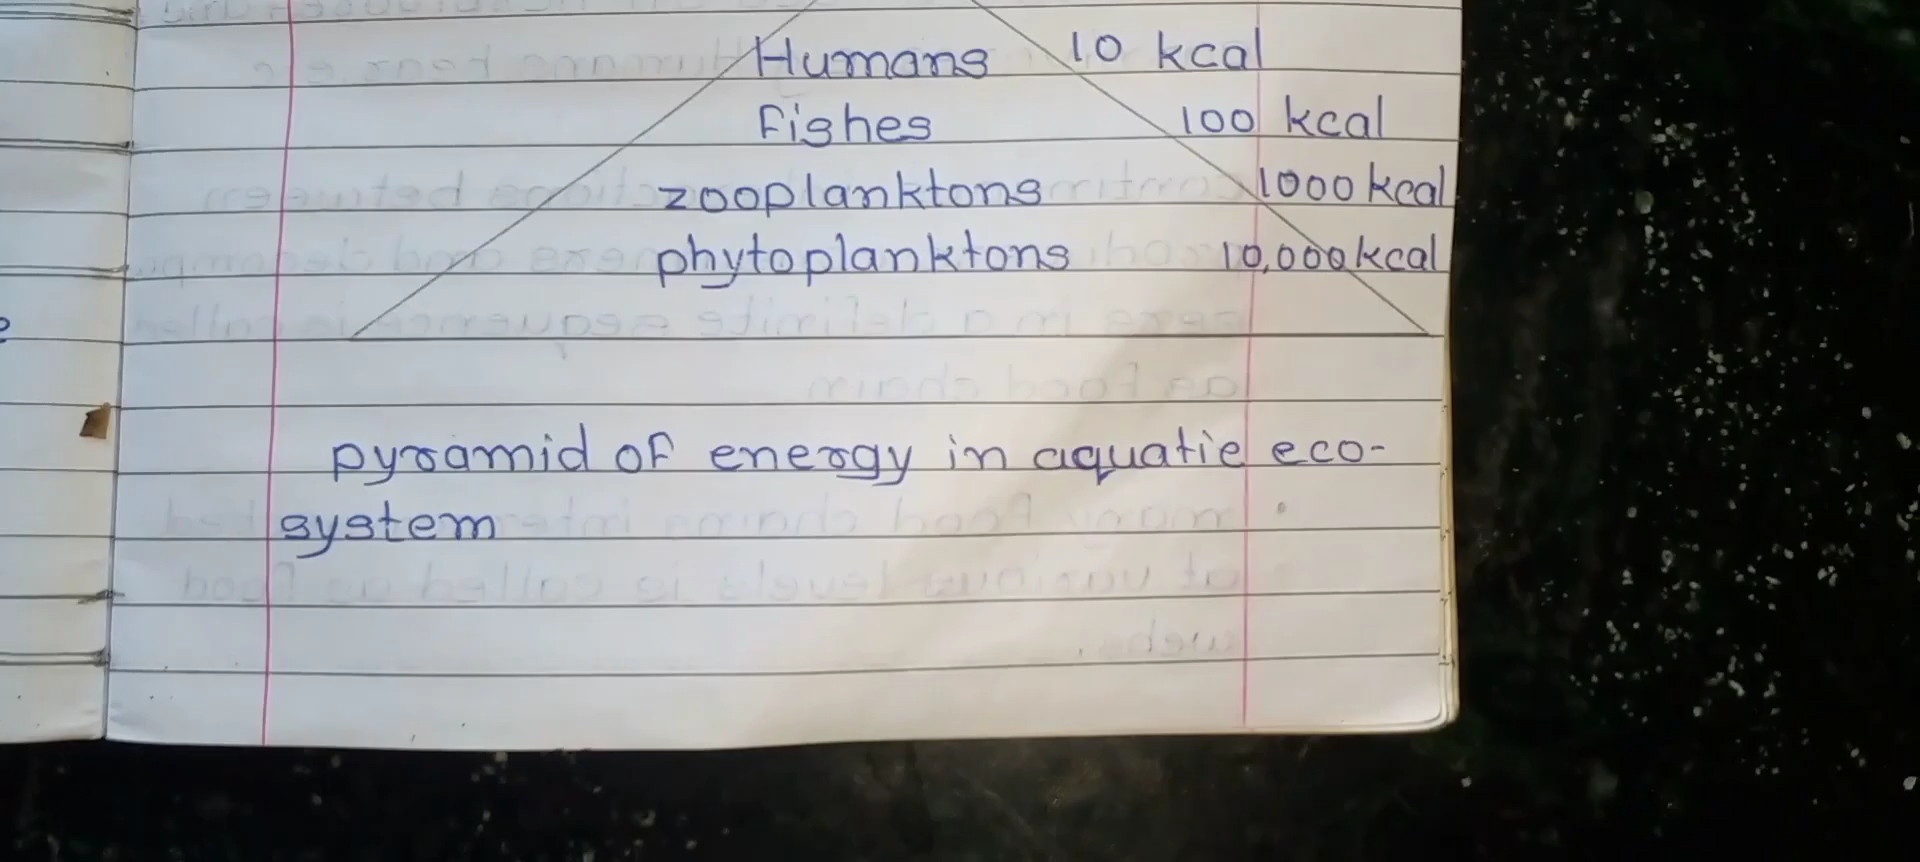 Humans 10 kcal
Fishes 100 kcal
zooplanktons 1000 kcal
phytoplanktons 10,000 kcal
pyramid of energy in aquatic eco-
system